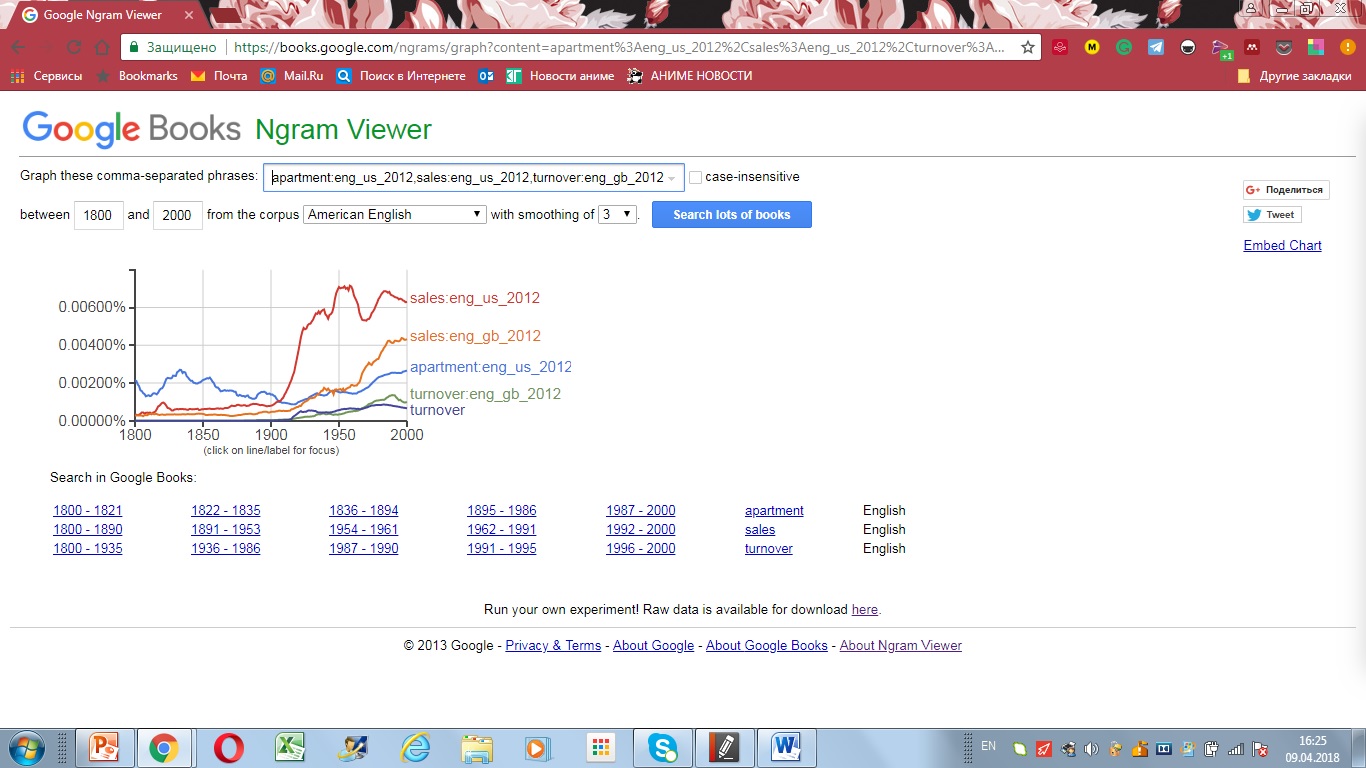 Google Ngram Viewer
Защищено https://books.google.com/ngrams/graph?content=apartment%3Aeng_us_2012%2Csales%3Aeng_us_2012%2Cturnover%3A...
+1
Сервисы Bookmarks Почта Mail.Ru Поиск в Интернете Новости аниме АНИМЕ НОВОСТИ Другие закладки
Google Books Ngram Viewer
Graph these comma-separated phrases: apartment:eng_us_2012,sales:eng_us_2012,turnover:eng_gb_2012 case-insensitive
G+ Поделиться
between 1800 and 2000 from the corpus American English with smoothing of 3 . Search lots of books
Tweet
Embed Chart
sales:eng_us_2012
0.00600%
sales:eng_gb_2012
0.00400%
apartment:eng_us_2012
0.00200%
turnover:eng_gb_2012
turnover
0.00000%
1800 1850 1900 1950 2000
(click on line/label for focus)
Search in Google Books:
1800 - 1821 1822 - 1835 1836 - 1894 1895 - 1986 1987 - 2000 apartment English
1800 - 1890 1891 - 1953 1954 - 1961 1962 - 1991 1992 - 2000 sales English
1800 - 1935 1936 - 1986 1987 - 1990 1991 - 1995 1996 - 2000 turnover English
Run your own experiment! Raw data is available for download here.
© 2013 Google - Privacy & Terms - About Google - About Google Books - About Ngram Viewer
EN 16:25
09.04.2018